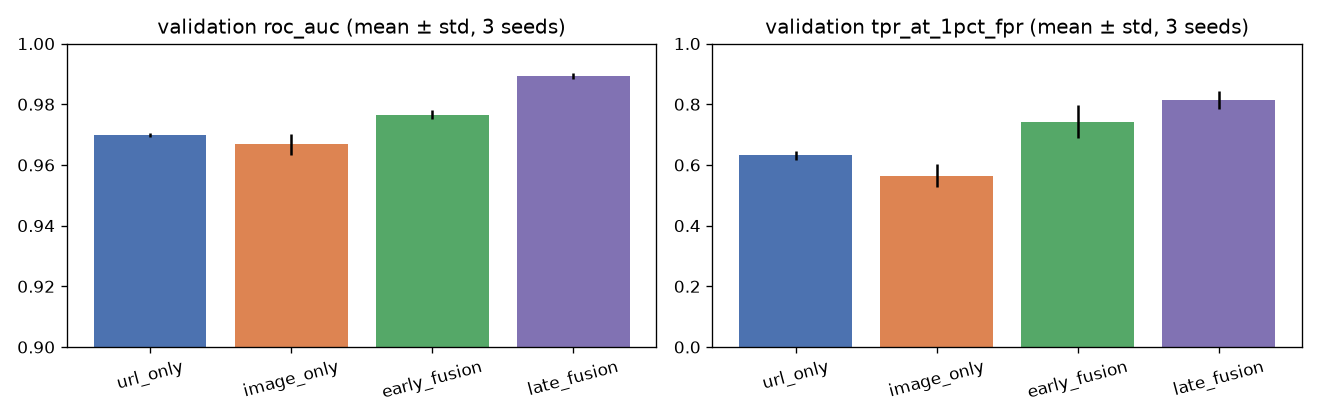 validation roc_auc (mean ± std, 3 seeds)
1.00
0.98
0.96
0.94
0.92
0.90
url_only
image_only
early_fusion
late_fusion
validation tpr_at_1pct_fpr (mean ± std, 3 seeds)
1.0
0.8
0.6
0.4
0.2
0.0
url_only
image_only
early_fusion
late_fusion